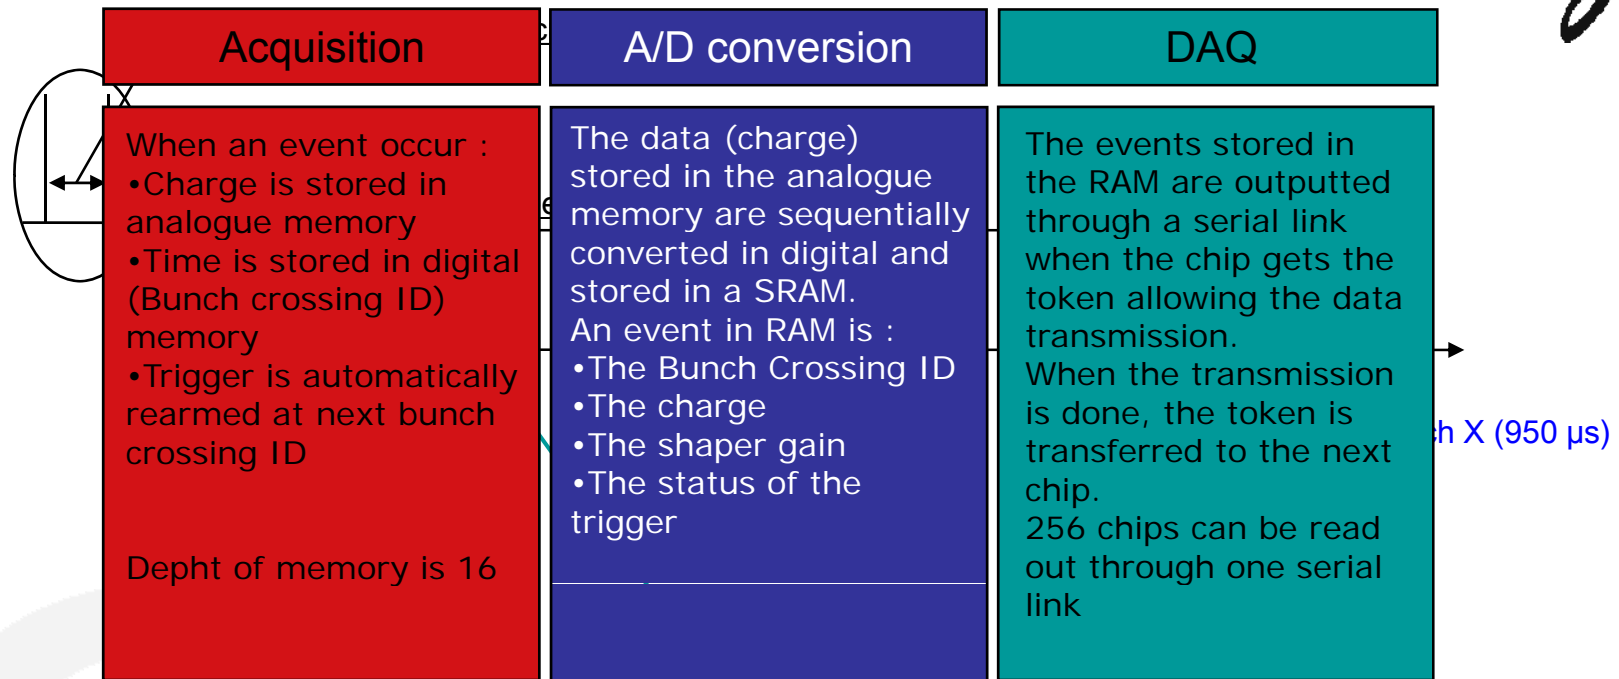 Acquisition
A/D conversion
DAQ
When an event occur :
•Charge is stored in
analogue memory
•Time is stored in digital
(Bunch crossing ID)
memory
•Trigger is automatically
rearmed at next bunch
crossing ID
Depht of memory is 16
The data (charge)
stored in the analogue
memory are sequentially
converted in digital and
stored in a SRAM.
An event in RAM is :
•The Bunch Crossing ID
•The charge
•The shaper gain
•The status of the
trigger
The events stored in
the RAM are outputted
through a serial link
when the chip gets the
token allowing the data
transmission.
When the transmission
is done, the token is
transferred to the next
chip.
256 chips can be read
out through one serial
link
X (950 µs)